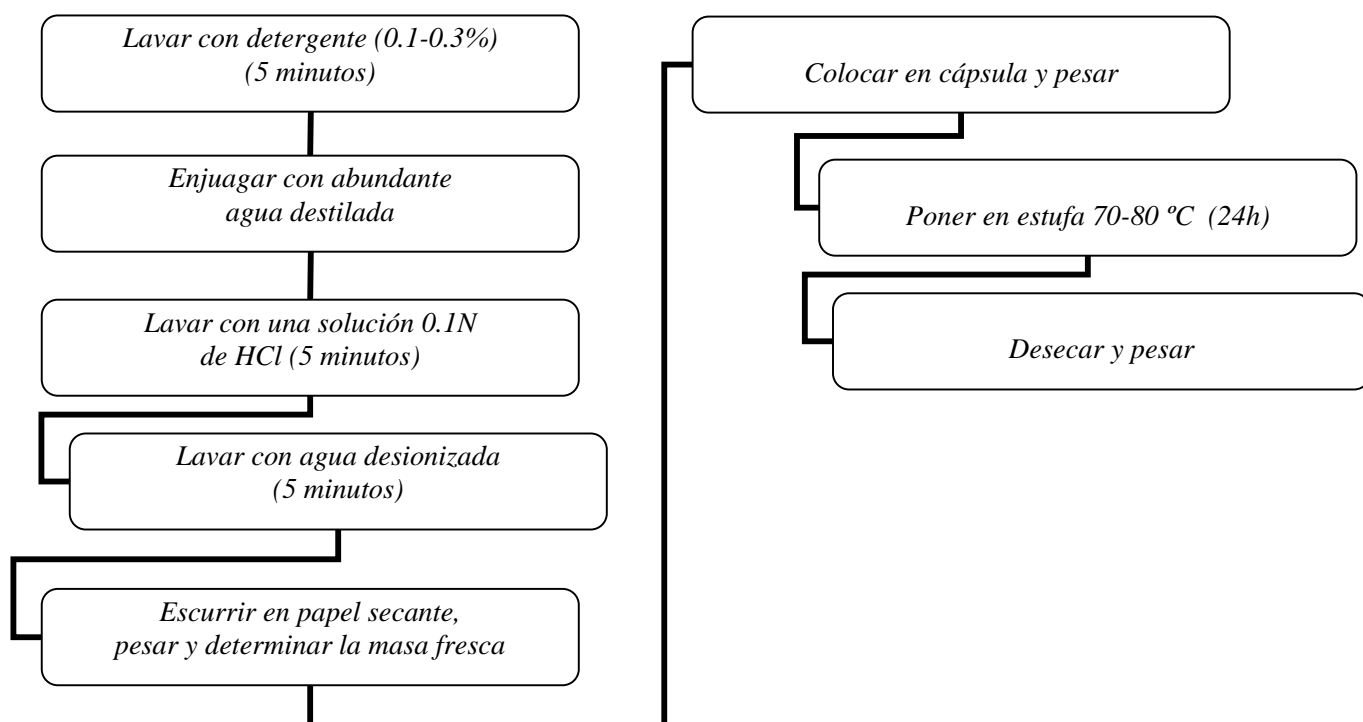 Lavar con detergente (0.1-0.3%)
(5 minutos)
Enjuagar con abundante
agua destilada
Lavar con una solución 0.1N
de HCl (5 minutos)
Lavar con agua desionizada
(5 minutos)
Escurrir en papel secante,
pesar y determinar la masa fresca
Colocar en cápsula y pesar
Poner en estufa 70-80 ºC (24h)
Desecar y pesar